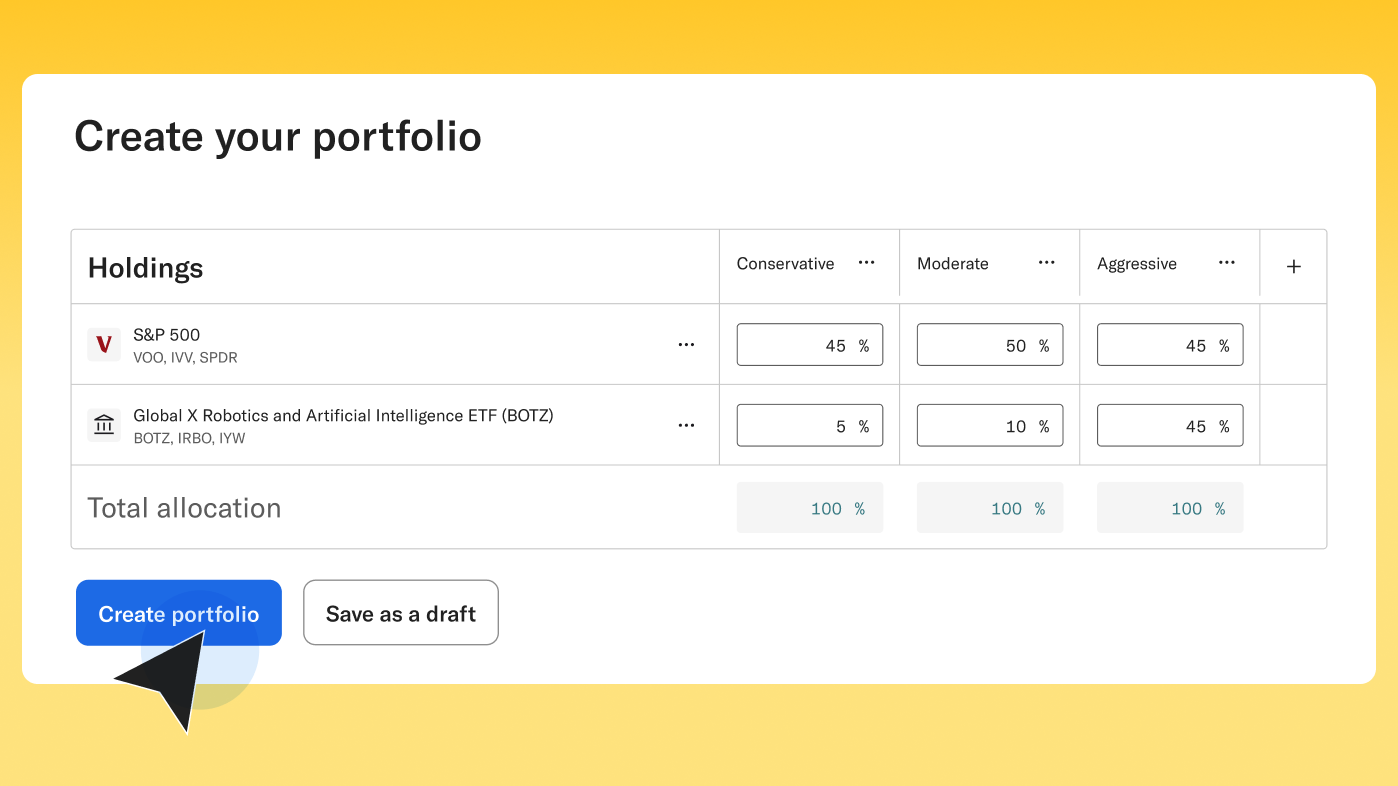 Create your portfolio
Holdings
Conservative ...
Moderate ...
Aggressive ...
+
S&P 500
VOO, IVV, SPDR
...
45 %
50 %
45 %
Global X Robotics and Artificial Intelligence ETF (BOTZ)
BOTZ, IRBO, IYW
...
5 %
10 %
45 %
Total allocation
100 %
100 %
100 %
Create portfolio
Save as a draft